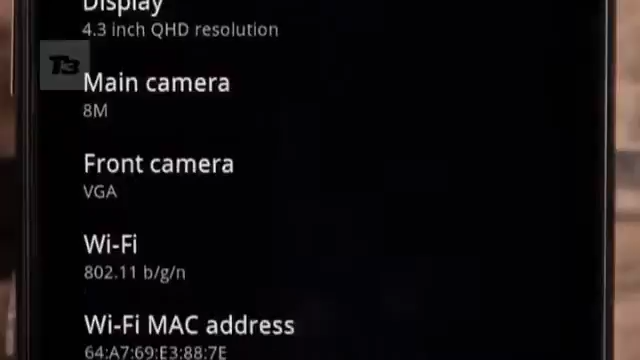 Display
4.3 inch QHD resolution
T3
Main camera
8M
Front camera
VGA
Wi-Fi
802.11 b/g/n
Wi-Fi MAC address
64:A7:69:E3:88:7E